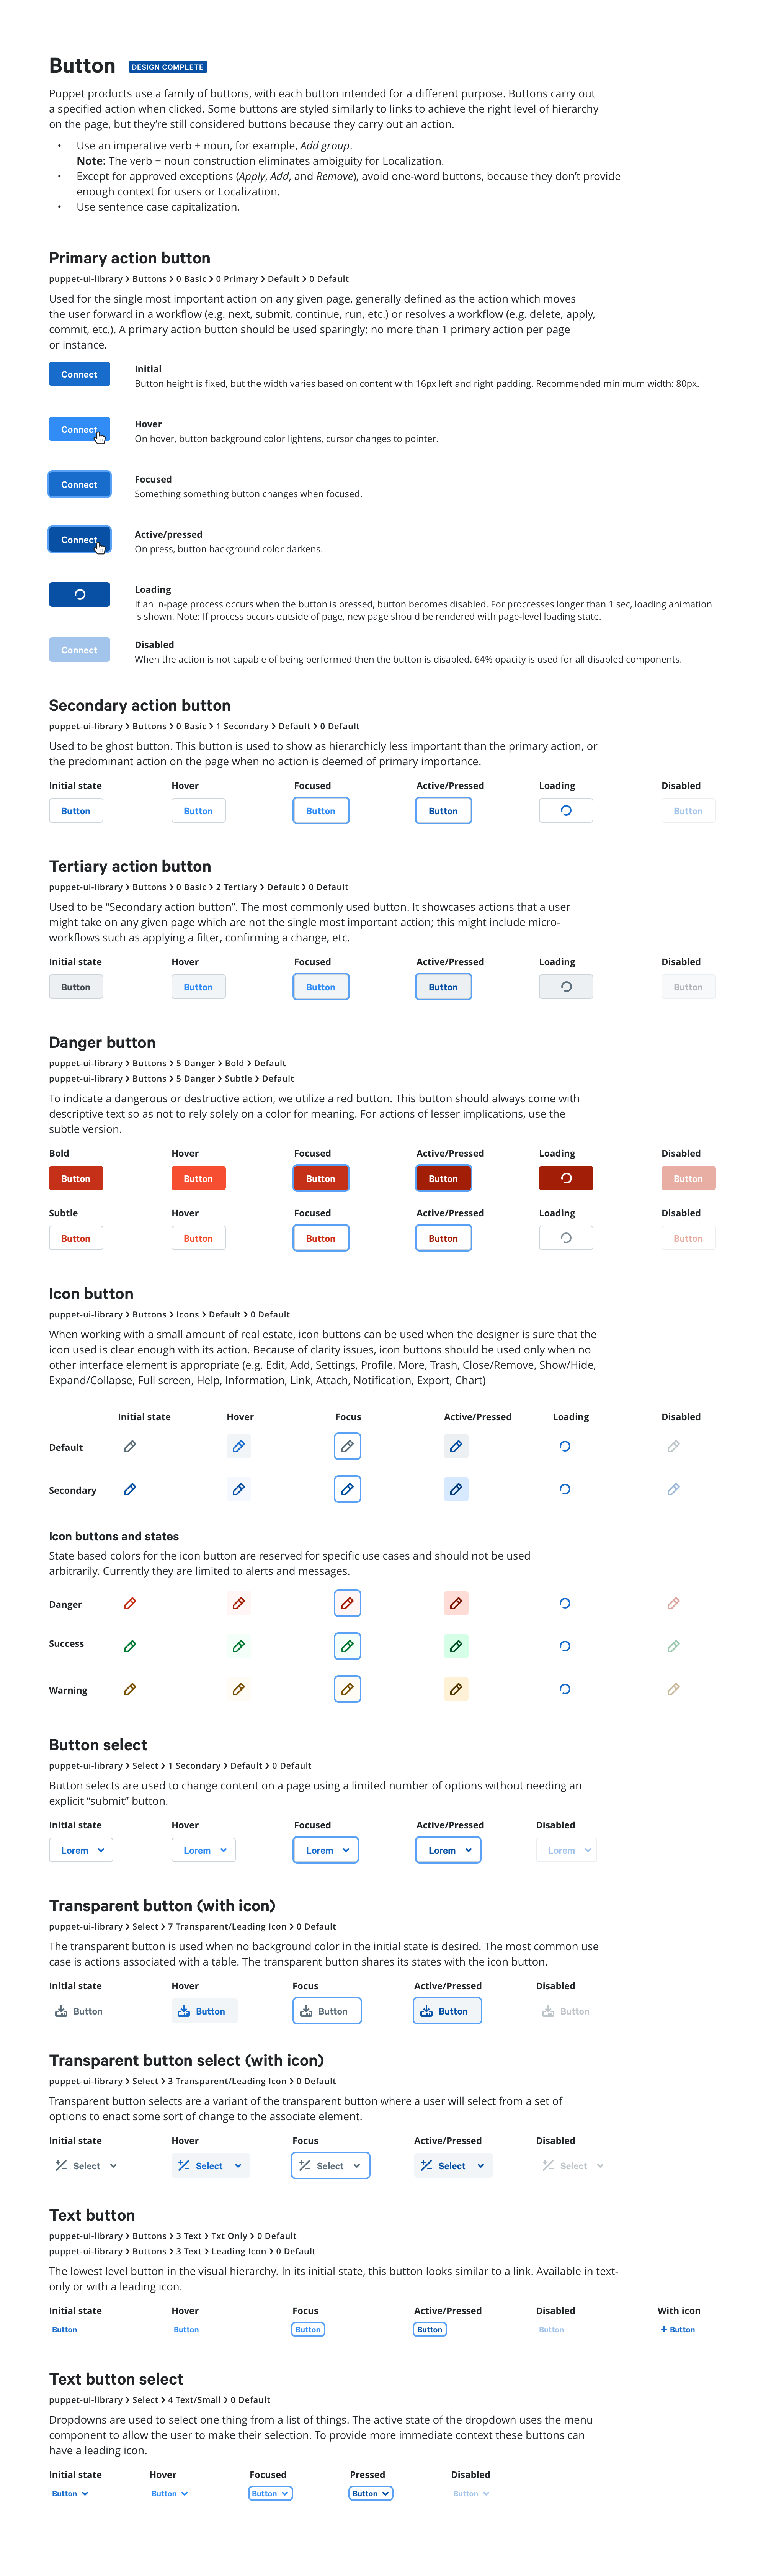 Button DESIGN COMPLETE
Puppet products use a family of buttons, with each button intended for a different purpose. Buttons carry out
a specified action when clicked. Some buttons are styled similarly to links to achieve the right level of hierarchy
on the page, but they're still considered buttons because they carry out an action.
• Use an imperative verb + noun, for example, Add group.
Note: The verb + noun construction eliminates ambiguity for Localization.
• Except for approved exceptions (Apply, Add, and Remove), avoid one-word buttons, because they don't provide
enough context for users or Localization.
• Use sentence case capitalization.
Primary action button
puppet-ui-library > Buttons > 0 Basic > 0 Primary > Default > 0 Default
Used for the single most important action on any given page, generally defined as the action which moves
the user forward in a workflow (e.g. next, submit, continue, run, etc.) or resolves a workflow (e.g. delete, apply,
commit, etc.). A primary action button should be used sparingly: no more than 1 primary action per page
or instance.
Connect
Initial
Button height is fixed, but the width varies based on content with 16px left and right padding. Recommended minimum width: 80px.
Connect
Hover
On hover, button background color lightens, cursor changes to pointer.
Connect
Focused
Something something button changes when focused.
Connect
Active/pressed
On press, button background color darkens.
Loading
If an in-page process occurs when the button is pressed, button becomes disabled. For proccesses longer than 1 sec, loading animation
is shown. Note: If process occurs outside of page, new page should be rendered with page-level loading state.
Connect
Disabled
When the action is not capable of being performed then the button is disabled. 64% opacity is used for all disabled components.
Secondary action button
puppet-ui-library > Buttons > 0 Basic > 1 Secondary > Default > 0 Default
Used to be ghost button. This button is used to show as hierarchicly less important than the primary action, or
the predominant action on the page when no action is deemed of primary importance.
Initial state Hover Focused Active/Pressed Loading Disabled
Button Button Button Button Button
Tertiary action button
puppet-ui-library > Buttons > 0 Basic > 2 Tertiary > Default > 0 Default
Used to be “Secondary action button”. The most commonly used button. It showcases actions that a user
might take on any given page which are not the single most important action; this might include micro-
workflows such as applying a filter, confirming a change, etc.
Initial state Hover Focused Active/Pressed Loading Disabled
Button Button Button Button Button
Danger button
puppet-ui-library > Buttons > 5 Danger > Bold > Default
puppet-ui-library > Buttons > 5 Danger > Subtle > Default
To indicate a dangerous or destructive action, we utilize a red button. This button should always come with
descriptive text so as not to rely solely on a color for meaning. For actions of lesser implications, use the
subtle version.
Bold Hover Focused Active/Pressed Loading Disabled
Button Button Button Button Button
Subtle Hover Focused Active/Pressed Loading Disabled
Button Button Button Button Button
Icon button
puppet-ui-library > Buttons > Icons > Default > 0 Default
When working with a small amount of real estate, icon buttons can be used when the designer is sure that the
icon used is clear enough with its action. Because of clarity issues, icon buttons should be used only when no
other interface element is appropriate (e.g. Edit, Add, Settings, Profile, More, Trash, Close/Remove, Show/Hide,
Expand/Collapse, Full screen, Help, Information, Link, Attach, Notification, Export, Chart)
Initial state Hover Focus Active/Pressed Loading Disabled
Default
Secondary
Icon buttons and states
State based colors for the icon button are reserved for specific use cases and should not be used
arbitrarily. Currently they are limited to alerts and messages.
Danger
Success
Warning
Button select
puppet-ui-library > Select > 1 Secondary > Default > 0 Default
Button selects are used to change content on a page using a limited number of options without needing an
explicit “submit” button.
Initial state Hover Focused Active/Pressed Disabled
Lorem Lorem Lorem Lorem Lorem
Transparent button (with icon)
puppet-ui-library > Select > 7 Transparent/Leading Icon > 0 Default
The transparent button is used when no background color in the initial state is desired. The most common use
case is actions associated with a table. The transparent button shares its states with the icon button.
Initial state Hover Focus Active/Pressed Disabled
Button Button Button Button Button
Transparent button select (with icon)
puppet-ui-library > Select > 3 Transparent/Leading Icon > 0 Default
Transparent button selects are a variant of the transparent button where a user will select from a set of
options to enact some sort of change to the associate element.
Initial state Hover Focus Active/Pressed Disabled
Select Select Select Select Select
Text button
puppet-ui-library > Buttons > 3 Text > Txt Only > 0 Default
puppet-ui-library > Buttons > 3 Text > Leading Icon > 0 Default
The lowest level button in the visual hierarchy. In its initial state, this button looks similar to a link. Available in text-
only or with a leading icon.
Initial state Hover Focus Active/Pressed Disabled With icon
Button Button Button Button Button + Button
Text button select
puppet-ui-library > Select > 4 Text/Small > 0 Default
Dropdowns are used to select one thing from a list of things. The active state of the dropdown uses the menu
component to allow the user to make their selection. To provide more immediate context these buttons can
have a leading icon.
Initial state Hover Focused Pressed Disabled
Button Button Button Button Button